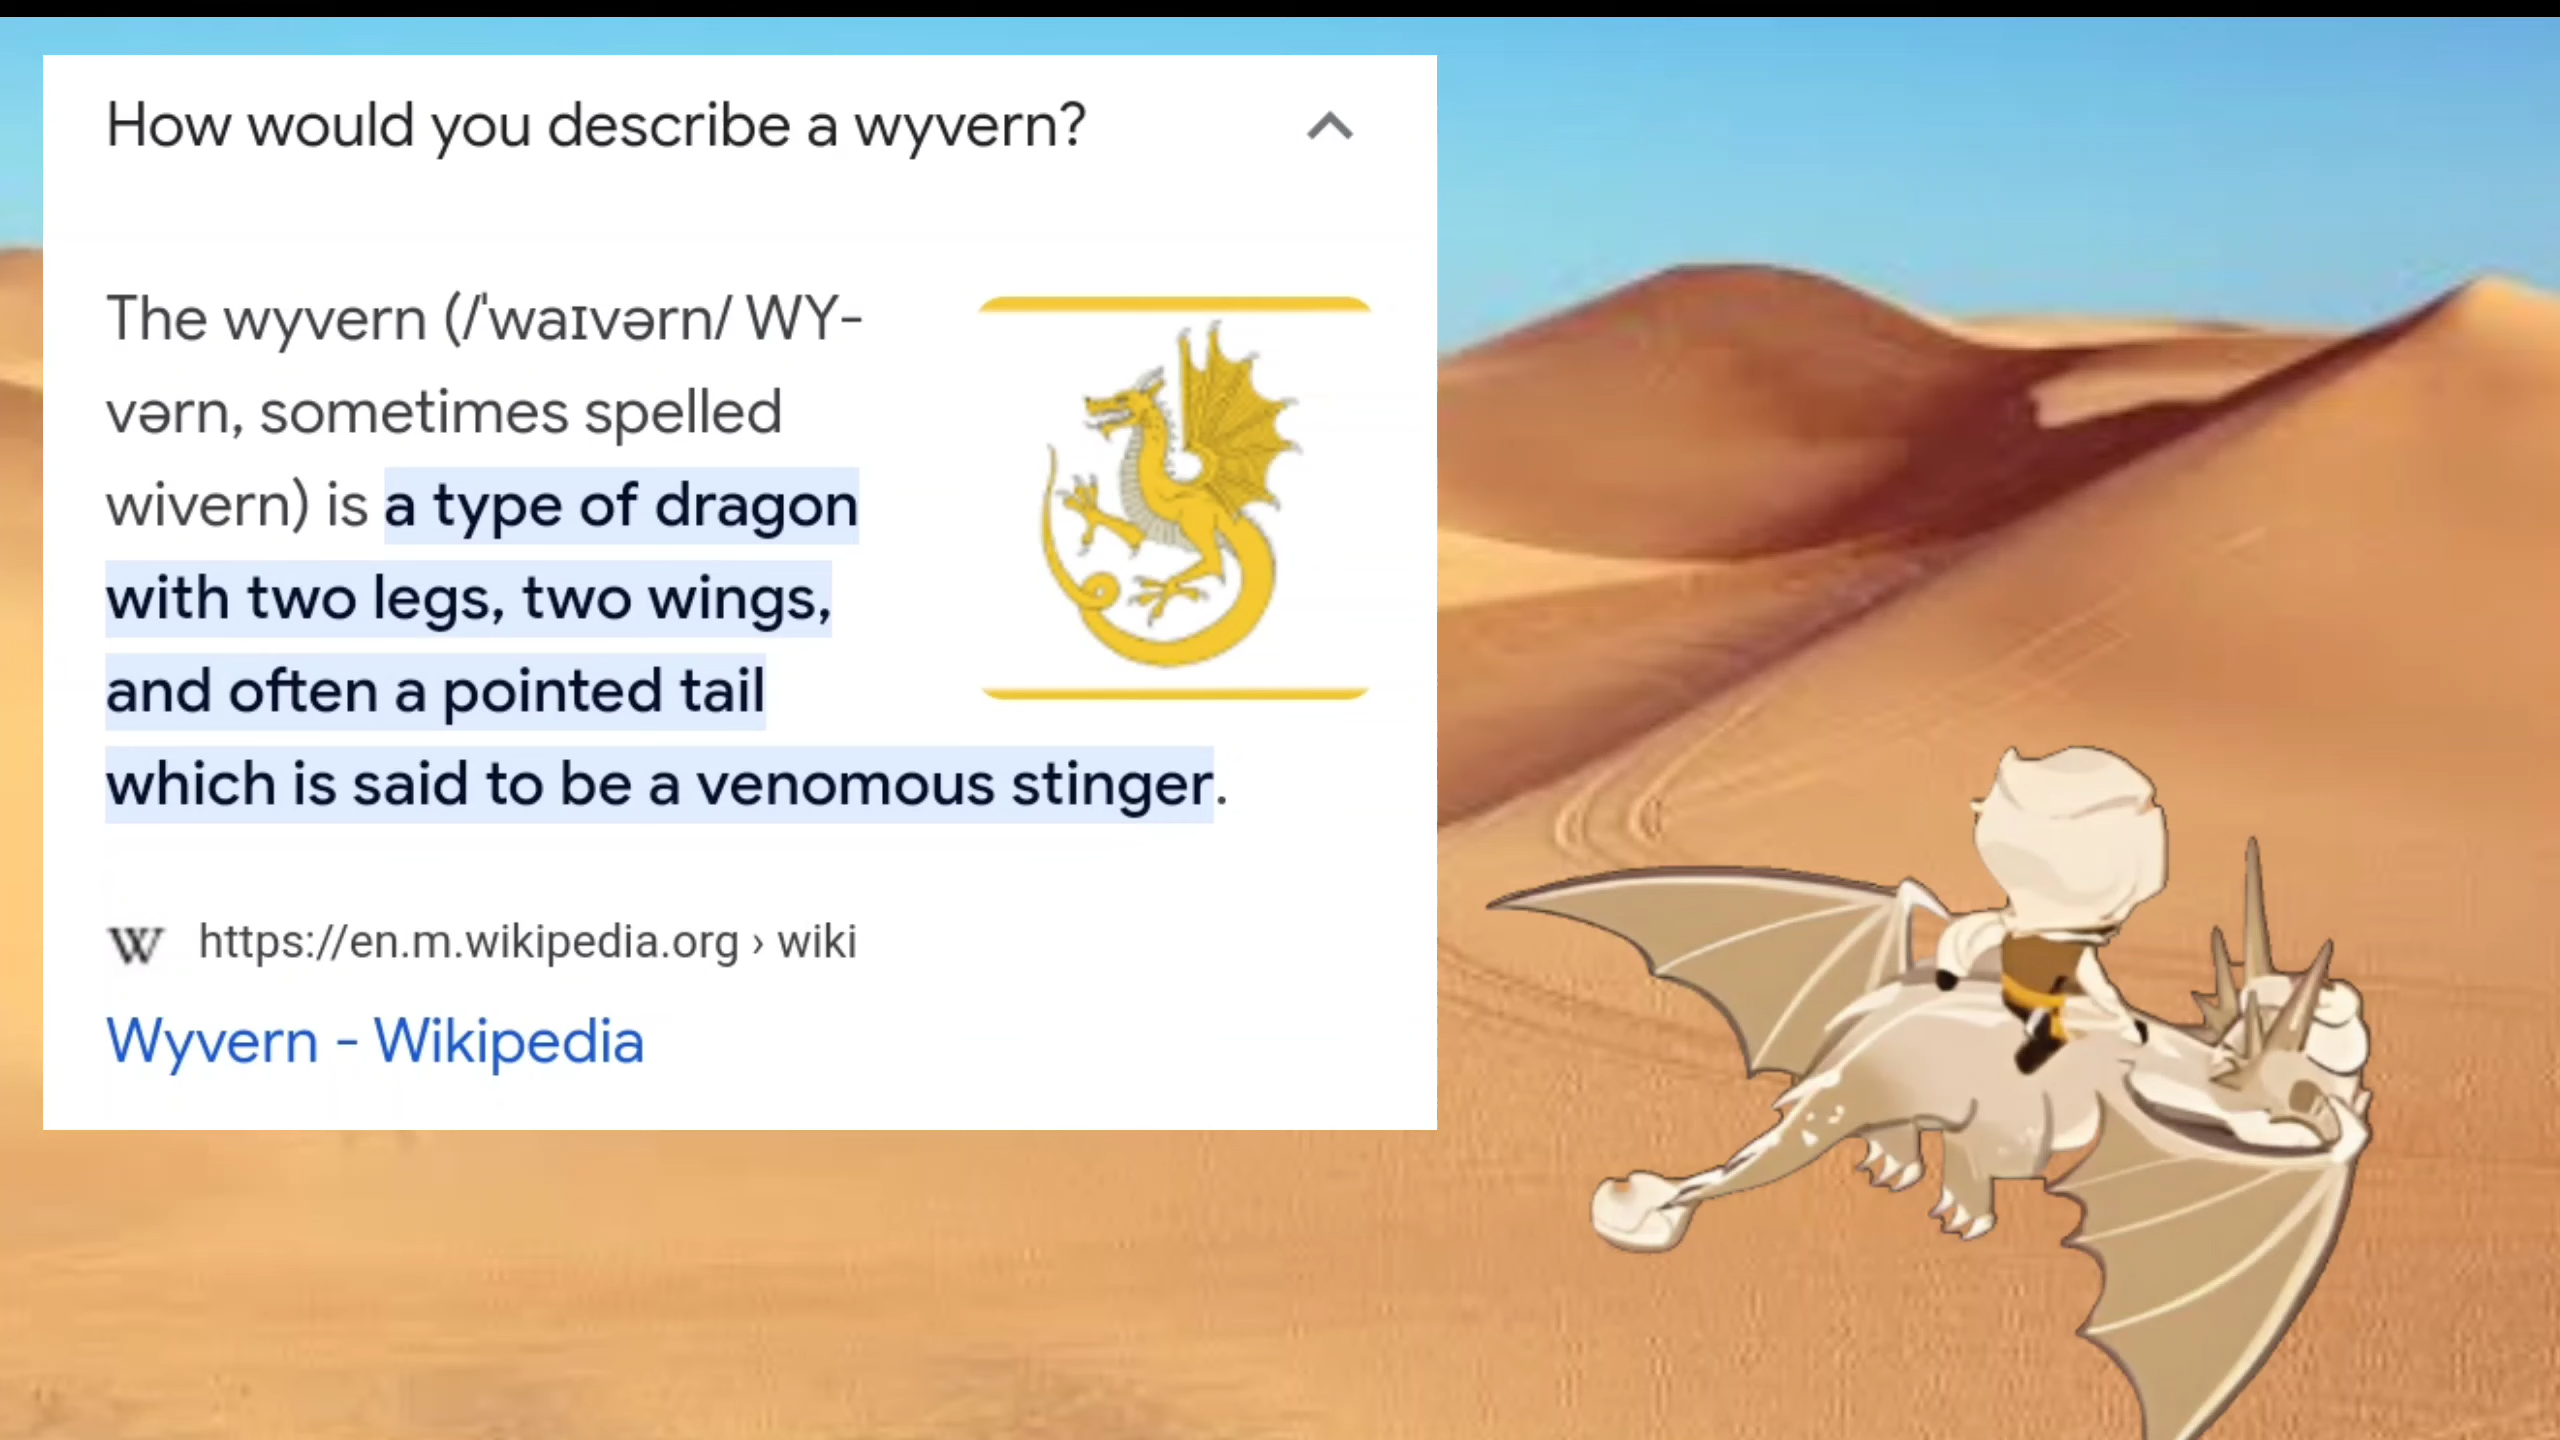 How would you describe a wyvern?
The wyvern (/ˈwaɪvərn/ WY-
vərn, sometimes spelled
wivern) is a type of dragon
with two legs, two wings,
and often a pointed tail
which is said to be a venomous stinger.
W https://en.m.wikipedia.org › wiki
Wyvern - Wikipedia